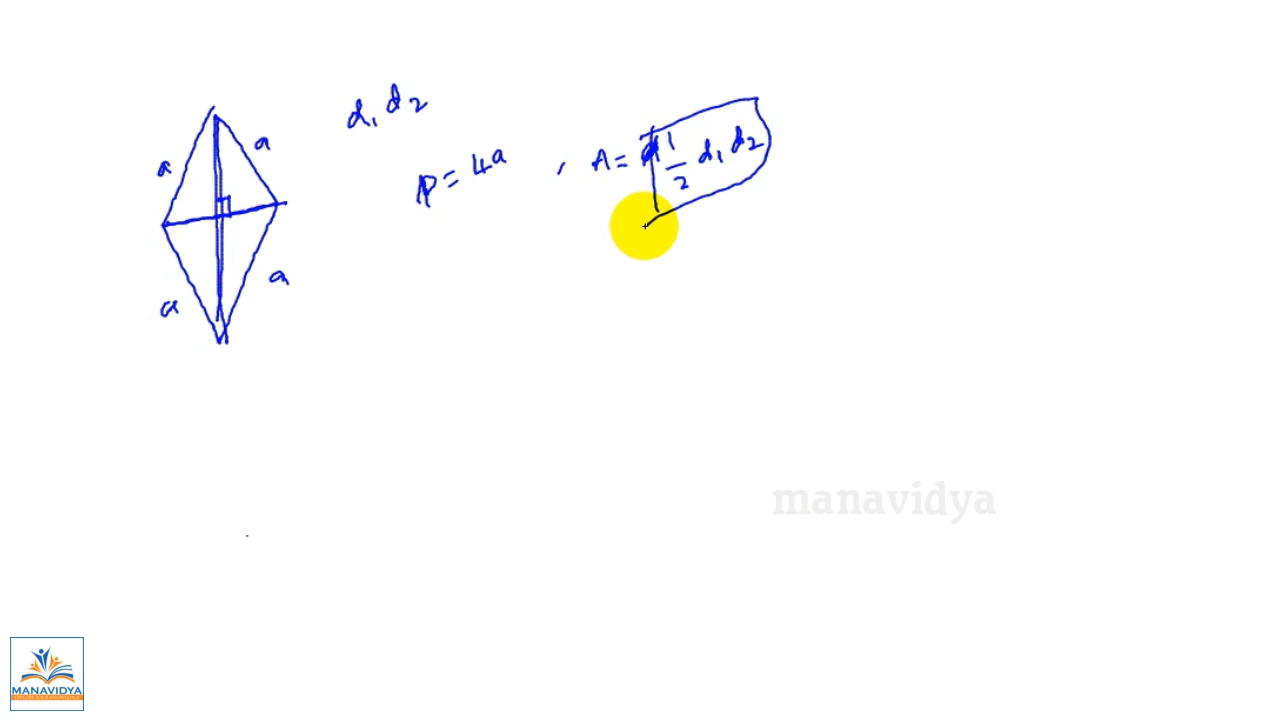 d₁ d₂
a
a
P = 4a , A = 1/2 d₁ d₂
a
a
manavidya
MANAVIDYA